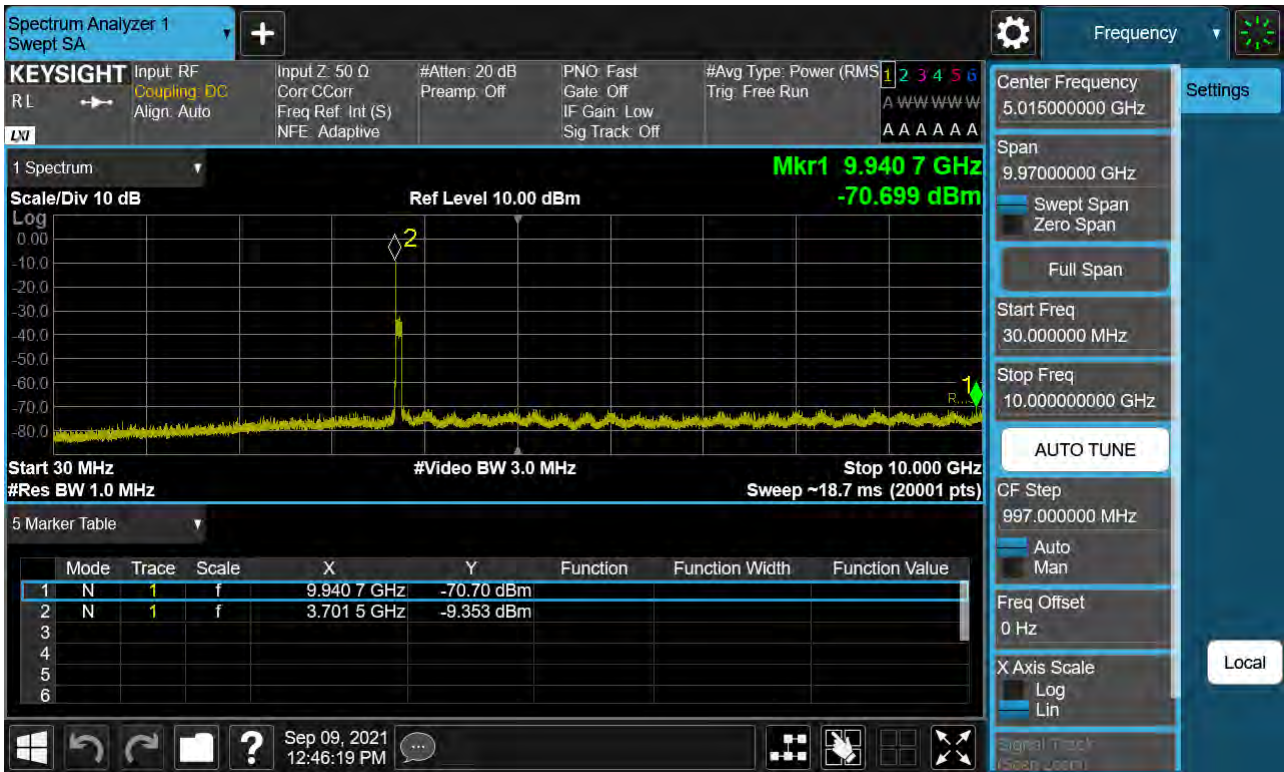 Spectrum Analyzer 1
Swept SA
+
Frequency
KEYSIGHT
RL
LXI
Input: RF
Coupling: DC
Align: Auto
Input Z: 50 Ω
Corr CCorr
Freq Ref: Int (S)
NFE: Adaptive
#Atten: 20 dB
Preamp: Off
PNO: Fast
Gate: Off
IF Gain: Low
Sig Track: Off
#Avg Type: Power (RMS
Trig: Free Run
1 2 3 4 5 6
A W W W W W
A A A A A A
1 Spectrum
Mkr1 9.940 7 GHz
Scale/Div 10 dB
Ref Level 10.00 dBm
-70.699 dBm
Log
0.00
-10.0
-20.0
-30.0
-40.0
-50.0
-60.0
-70.0
-80.0
2
1
Start 30 MHz
#Video BW 3.0 MHz
Stop 10.000 GHz
#Res BW 1.0 MHz
Sweep ~18.7 ms (20001 pts)
5 Marker Table
Mode Trace Scale X Y Function Function Width Function Value
1 N 1 f 9.940 7 GHz -70.70 dBm
2 N 1 f 3.701 5 GHz -9.353 dBm
3
4
5
6
Sep 09, 2021
12:46:19 PM
Center Frequency
5.015000000 GHz
Span
9.97000000 GHz
Swept Span
Zero Span
Full Span
Start Freq
30.000000 MHz
Stop Freq
10.000000000 GHz
AUTO TUNE
CF Step
997.000000 MHz
Auto
Man
Freq Offset
0 Hz
X Axis Scale
Log
Lin
Signal Track
(Span Zoom)
Settings
Local